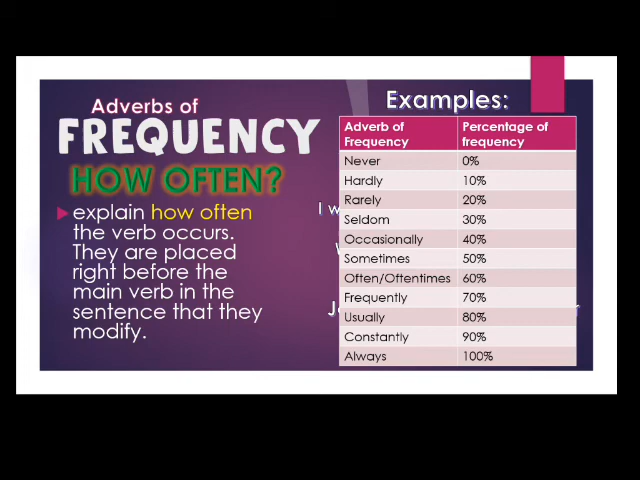 Adverbs of
FREQUENCY
HOW OFTEN?
explain how often
the verb occurs.
They are placed
right before the
main verb in the
sentence that they
modify.
Examples:
Adverb of Frequency Percentage of frequency
Never 0%
Hardly 10%
Rarely 20%
Seldom 30%
Occasionally 40%
Sometimes 50%
Often/Oftentimes 60%
Frequently 70%
Usually 80%
Constantly 90%
Always 100%
I w